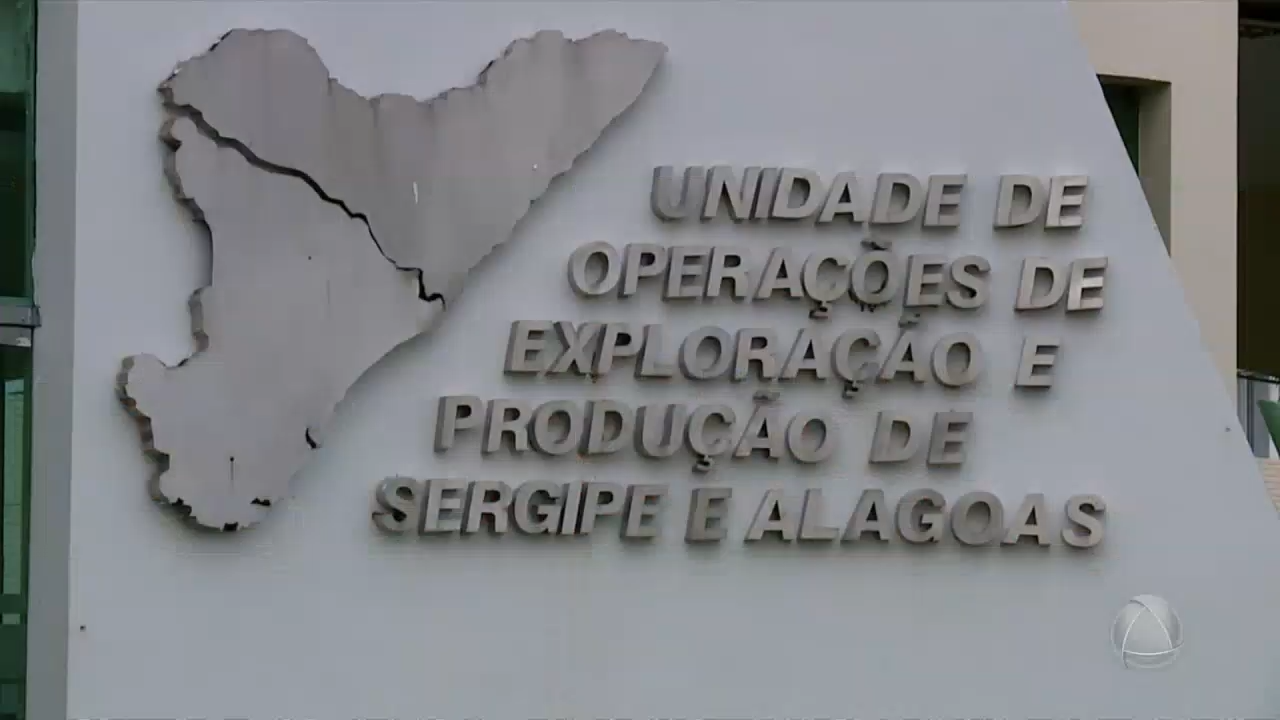 UNIDADE DE
OPERAÇÕES DE
EXPLORAÇÃO E
PRODUÇÃO DE
SERGIPE E ALAGOAS